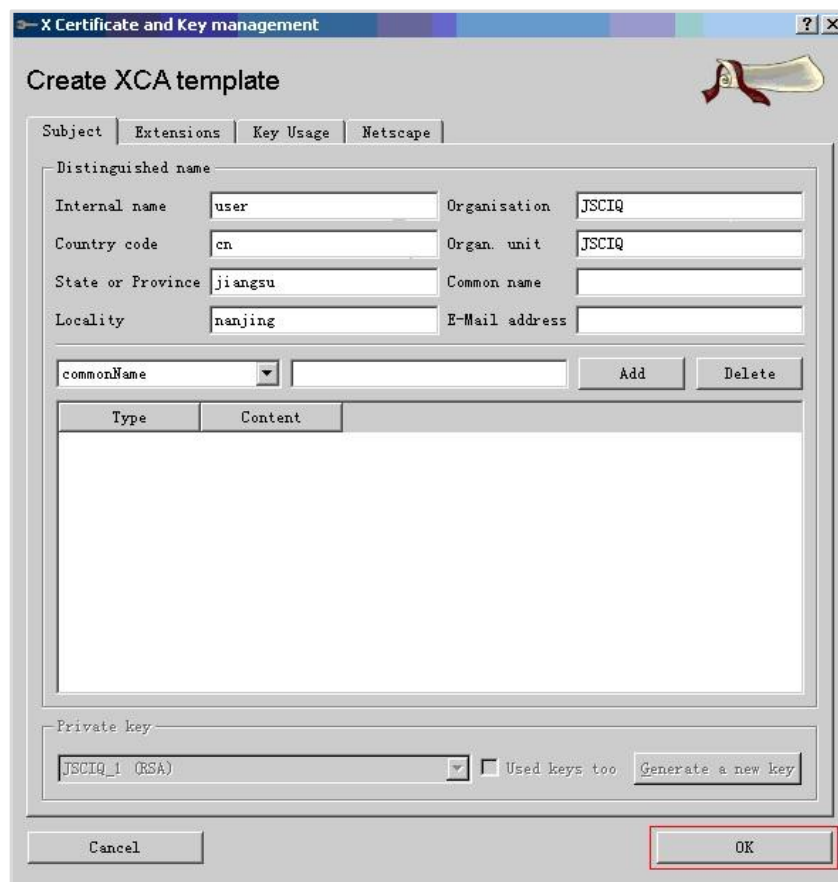 X Certificate and Key management
Create XCA template
Subject Extensions Key Usage Netscape
Distinguished name
Internal name user Organisation JSCIQ
Country code cn Organ. unit JSCIQ
State or Province jiangsu Common name
Locality nanjing E-Mail address
commonName Add Delete
Type Content
Private key
JSCIQ_1 (RSA) Used keys too Generate a new key
Cancel OK